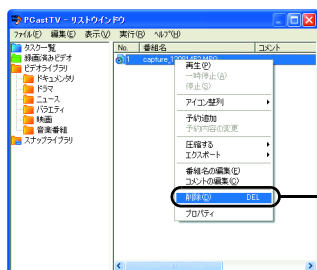 PCastTV - リストウィンドウ
ファイル(F) 編集(E) 表示(V) 実行(R) ヘルプ(H)
タスク一覧
録画済みビデオ
ビデオライブラリ
ドキュメンタリ
ドラマ
ニュース
バラエティ
映画
音楽番組
スナップライブラリ
No. 番組名 コメント
1 capture_12091452.MPG
再生(P)
一時停止(A)
停止(S)
アイコン整列
予約追加
予約内容の変更
圧縮する
エクスポート
番組名の編集(E)
コメントの編集(C)
削除(D) DEL
プロパティ